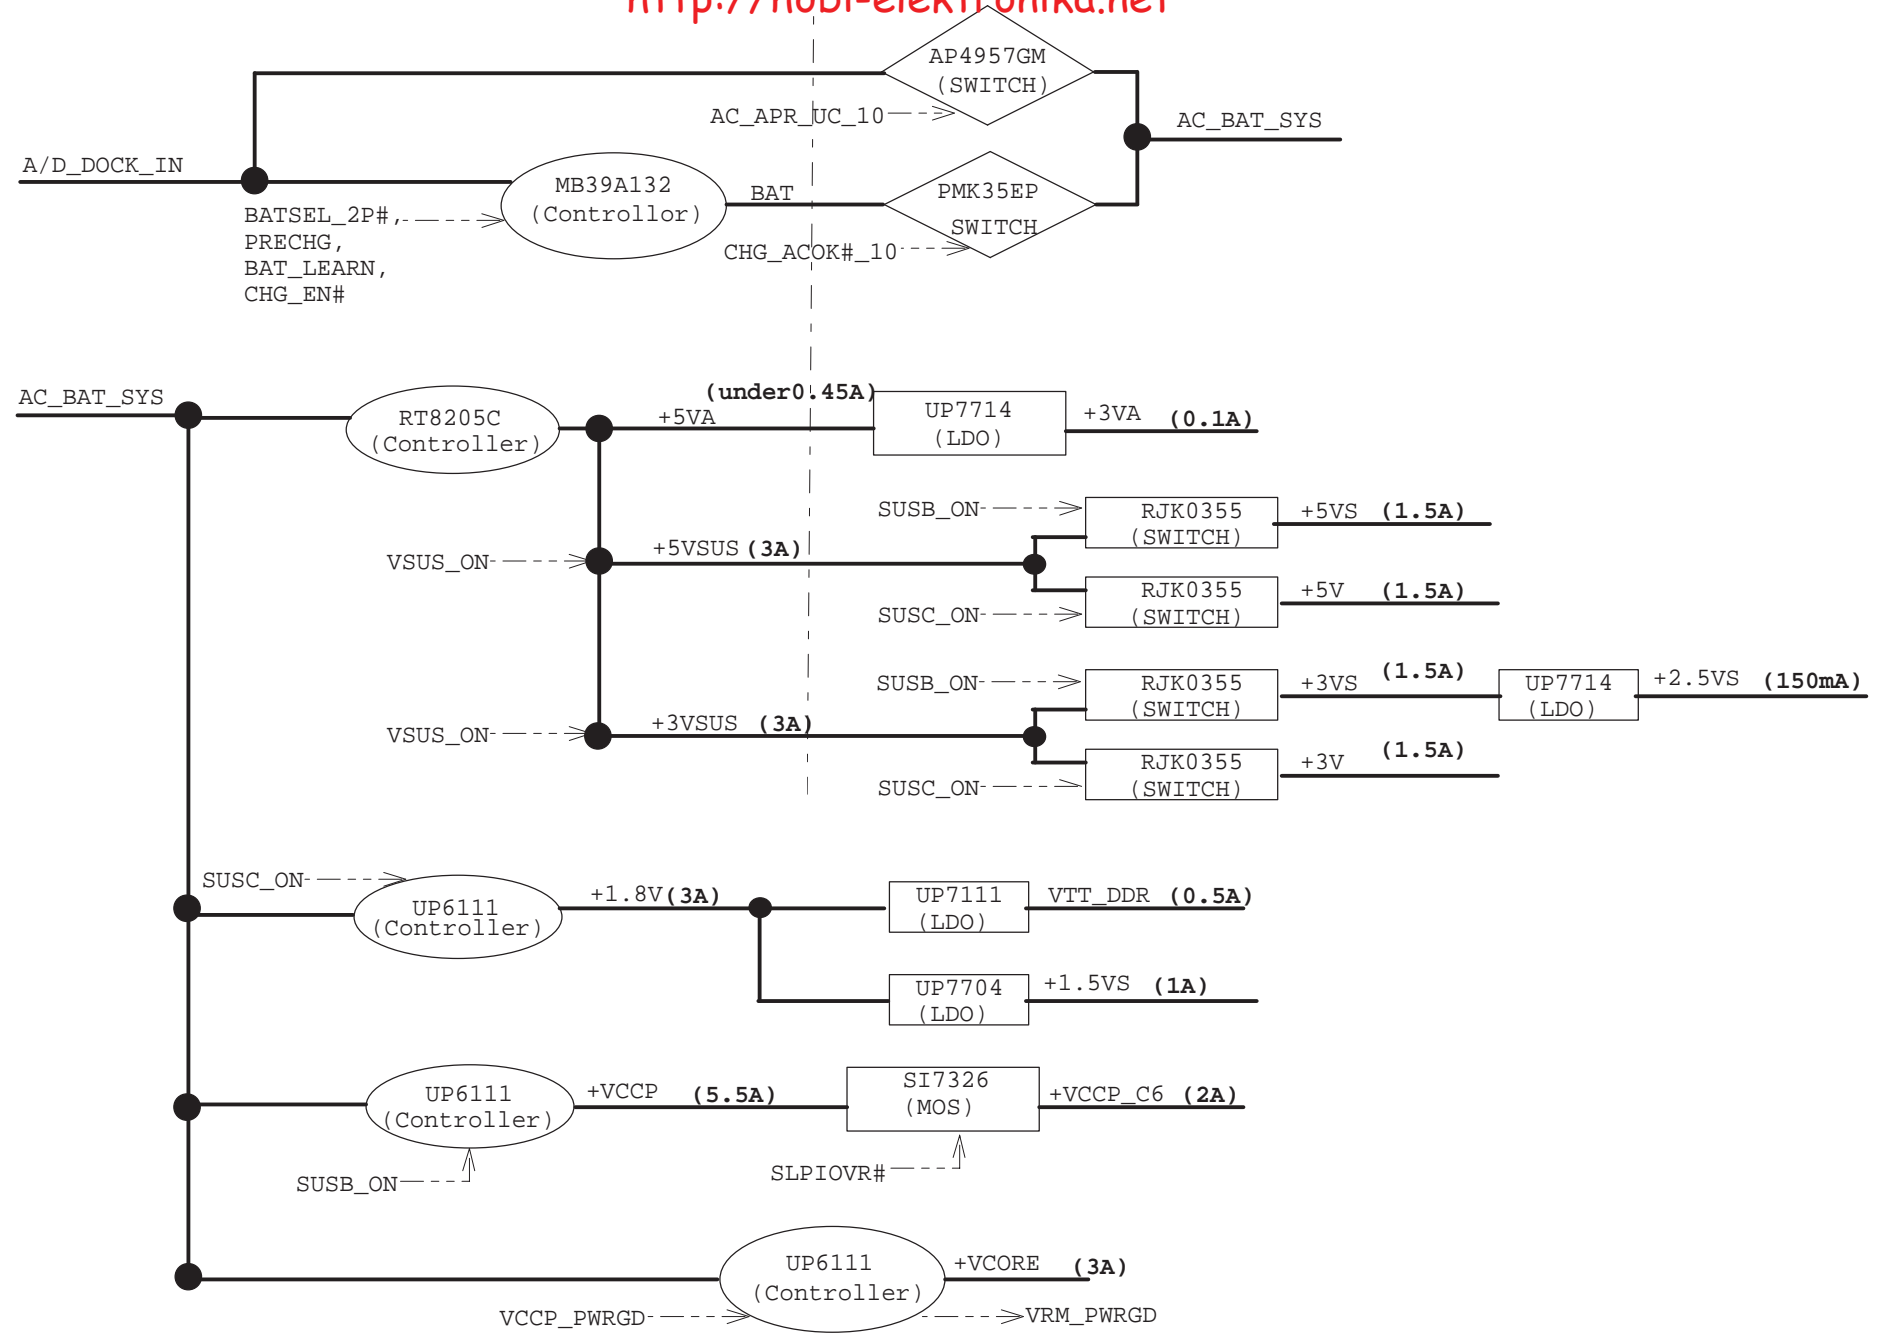 http://hobi-elektronika.net
AP4957GM
(SWITCH)
AC_APR_UC_10
AC_BAT_SYS
A/D_DOCK_IN
MB39A132
(Controllor)
BAT
PMK35EP
SWITCH
BATSEL_2P#,
PRECHG,
BAT_LEARN,
CHG_EN#
CHG_ACOK#_10
AC_BAT_SYS
RT8205C
(Controller)
+5VA
(under0.45A)
UP7714
(LDO)
+3VA (0.1A)
SUSB_ON
RJK0355
(SWITCH)
+5VS (1.5A)
VSUS_ON
+5VSUS (3A)
RJK0355
(SWITCH)
+5V (1.5A)
SUSC_ON
SUSB_ON
RJK0355
(SWITCH)
+3VS (1.5A)
UP7714
(LDO)
+2.5VS (150mA)
VSUS_ON
+3VSUS (3A)
RJK0355
(SWITCH)
+3V (1.5A)
SUSC_ON
SUSC_ON
UP6111
(Controller)
+1.8V(3A)
UP7111
(LDO)
VTT_DDR (0.5A)
UP7704
(LDO)
+1.5VS (1A)
UP6111
(Controller)
+VCCP (5.5A)
SI7326
(MOS)
+VCCP_C6 (2A)
SUSB_ON
SLPIOVR#
UP6111
(Controller)
+VCORE (3A)
VCCP_PWRGD
VRM_PWRGD